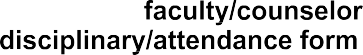 faculty/counselor
disciplinary/attendance form